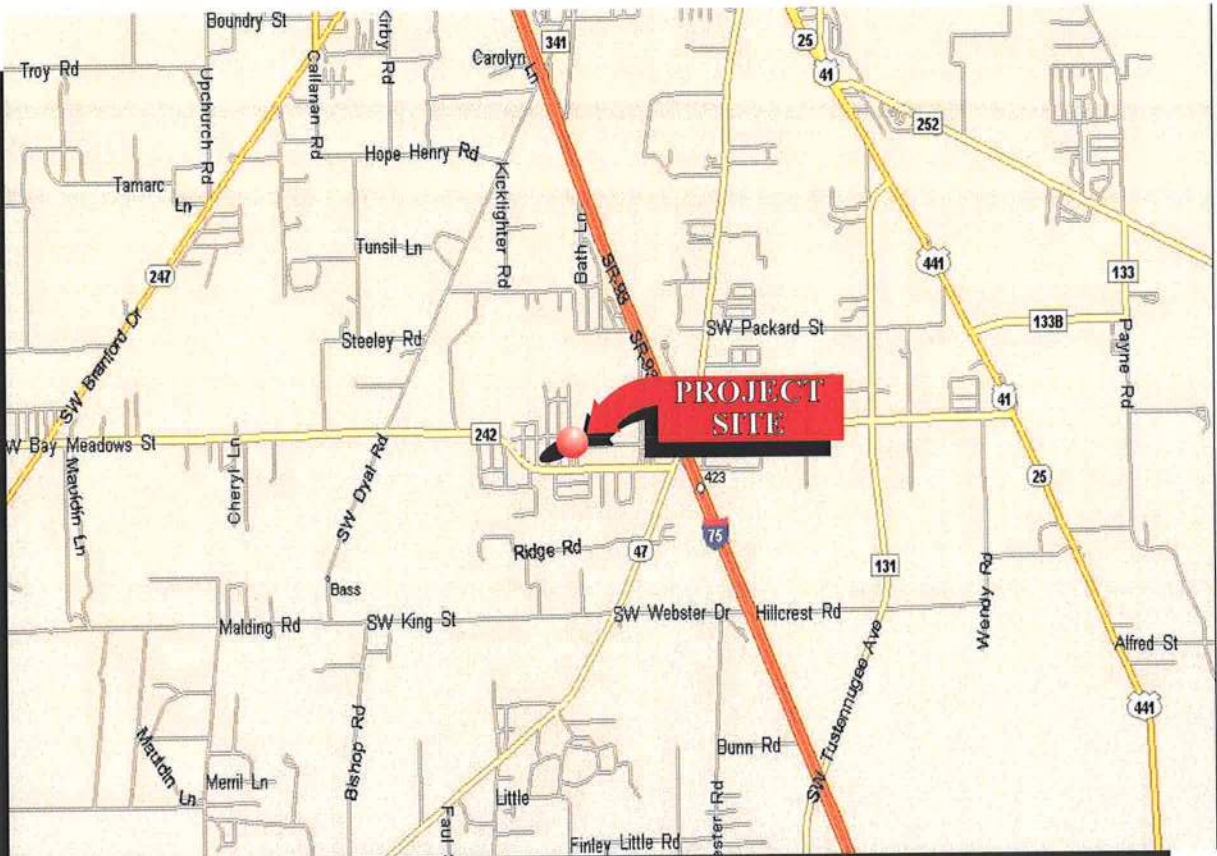 Boundry St
Kirby Rd
341
25
Troy Rd
Upchurch Rd
Callanan Rd
Carolyn Ln
41
252
Hope Henry Rd
Tamarc Ln
Kicklighter Rd
Tunsil Ln
Bath Ln
SR-93
441
133
247
SW Branford Dr
Steeley Rd
SR-93
SW Packard St
133B
Payne Rd
PROJECT
SITE
41
W Bay Meadows St
Cheryl Ln
SW Dyal Rd
242
423
25
Mauldin Ln
Ridge Rd
47
75
131
Wendy Rd
Bass
Malding Rd
SW King St
SW Webster Dr
Hillcrest Rd
Alfred St
SW Tustennugee Ave
441
Mauldin Ln
Bishop Rd
Bunn Rd
Merril Ln
Little
ester Rd
Finley Little Rd